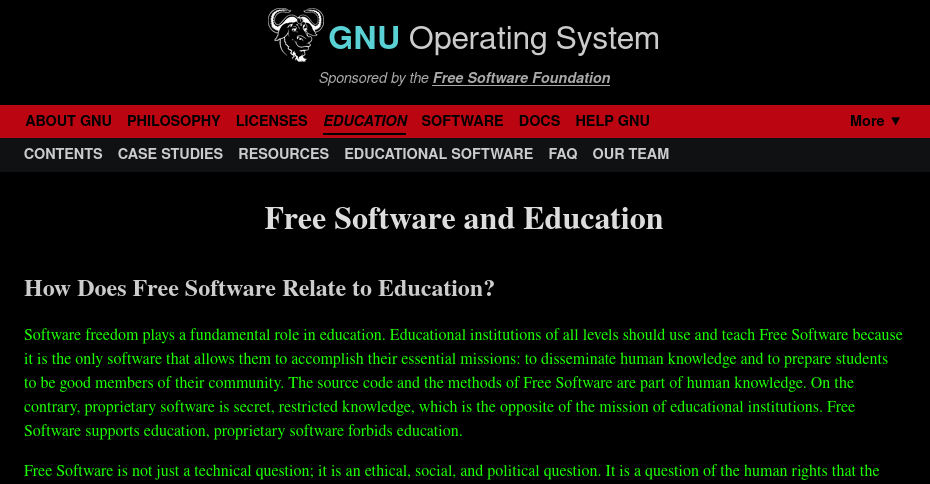 GNU Operating System
Sponsored by the Free Software Foundation
ABOUT GNU PHILOSOPHY LICENSES EDUCATION SOFTWARE DOCS HELP GNU More ▼
CONTENTS CASE STUDIES RESOURCES EDUCATIONAL SOFTWARE FAQ OUR TEAM
Free Software and Education
How Does Free Software Relate to Education?
Software freedom plays a fundamental role in education. Educational institutions of all levels should use and teach Free Software because
it is the only software that allows them to accomplish their essential missions: to disseminate human knowledge and to prepare students
to be good members of their community. The source code and the methods of Free Software are part of human knowledge. On the
contrary, proprietary software is secret, restricted knowledge, which is the opposite of the mission of educational institutions. Free
Software supports education, proprietary software forbids education.
Free Software is not just a technical question; it is an ethical, social, and political question. It is a question of the human rights that the